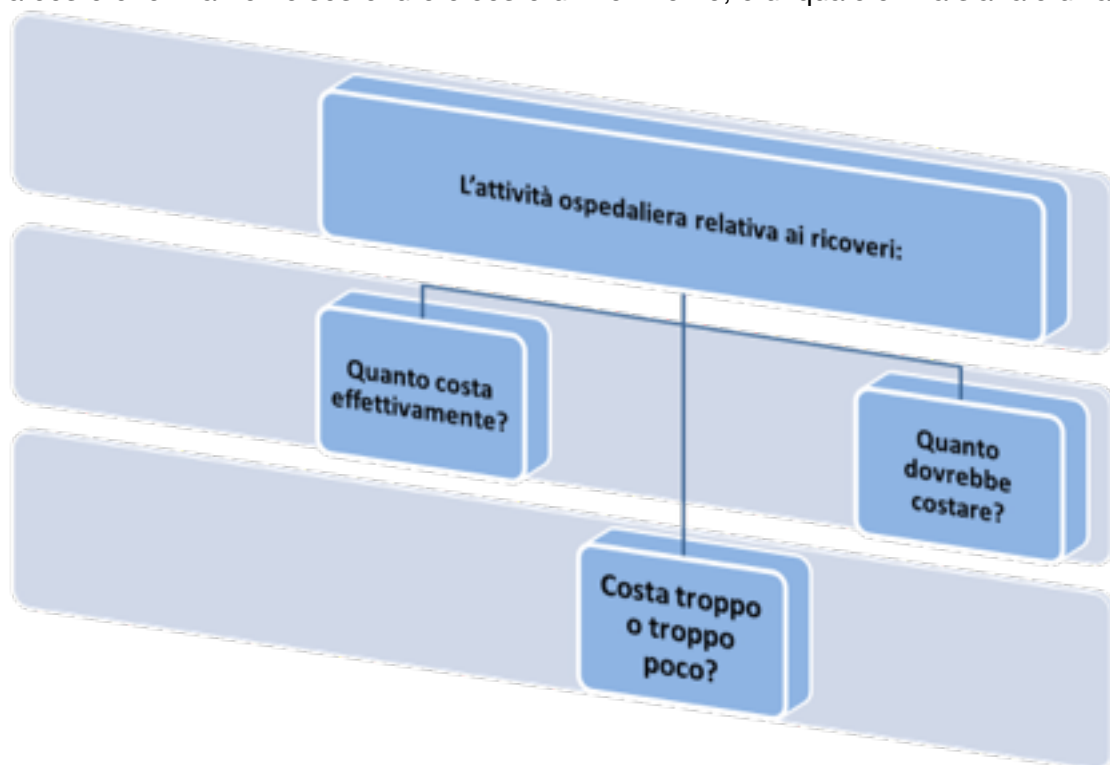 L'attività ospedaliera relativa ai ricoveri:
Quanto costa
effettivamente?
Quanto
dovrebbe
costare?
Costa troppo
o troppo
poco?